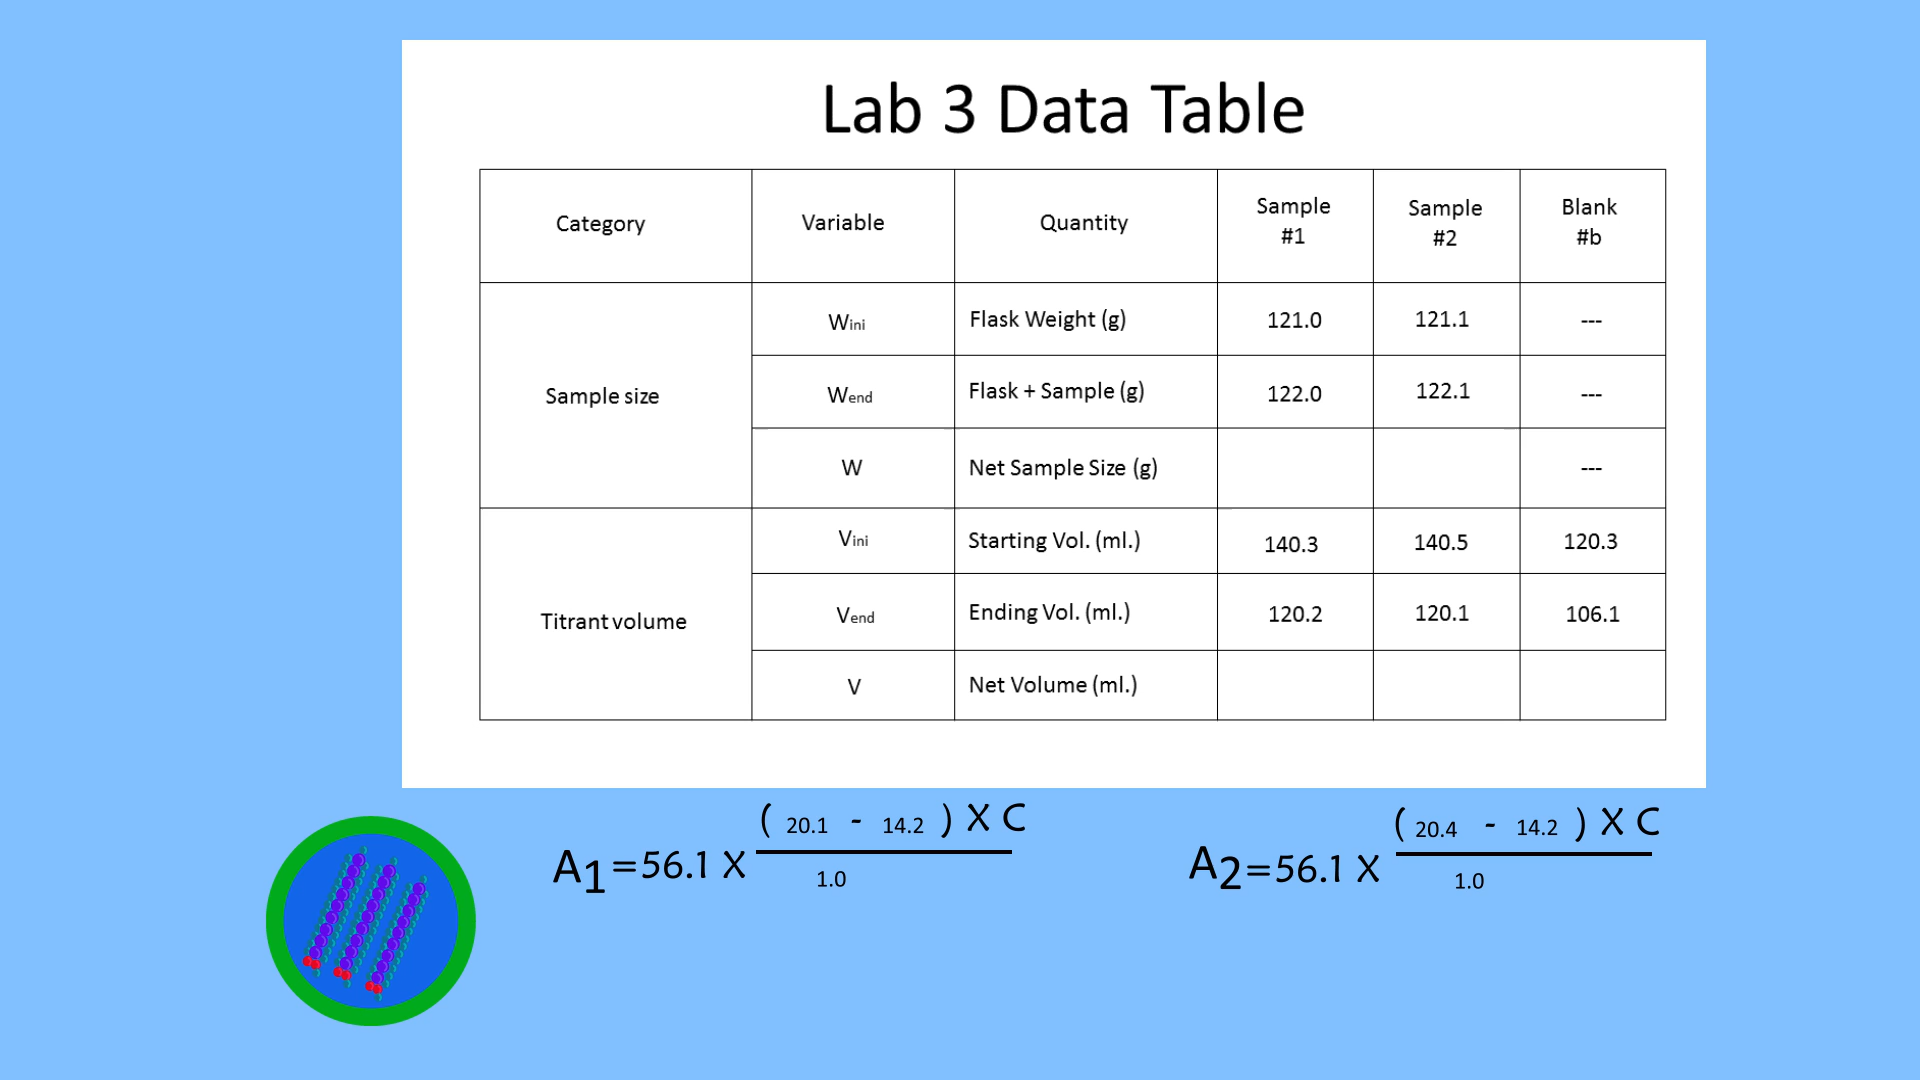 Lab 3 Data Table
Category Variable Quantity Sample #1 Sample #2 Blank #b
Sample size
Wini Flask Weight (g) 121.0 121.1 ---
Wend Flask + Sample (g) 122.0 122.1 ---
W Net Sample Size (g) ---
Titrant volume
Vini Starting Vol. (ml.) 140.3 140.5 120.3
Vend Ending Vol. (ml.) 120.2 120.1 106.1
V Net Volume (ml.)
A1=56.1 X ( 20.1 - 14.2 ) X C
1.0
A2=56.1 X ( 20.4 - 14.2 ) X C
1.0